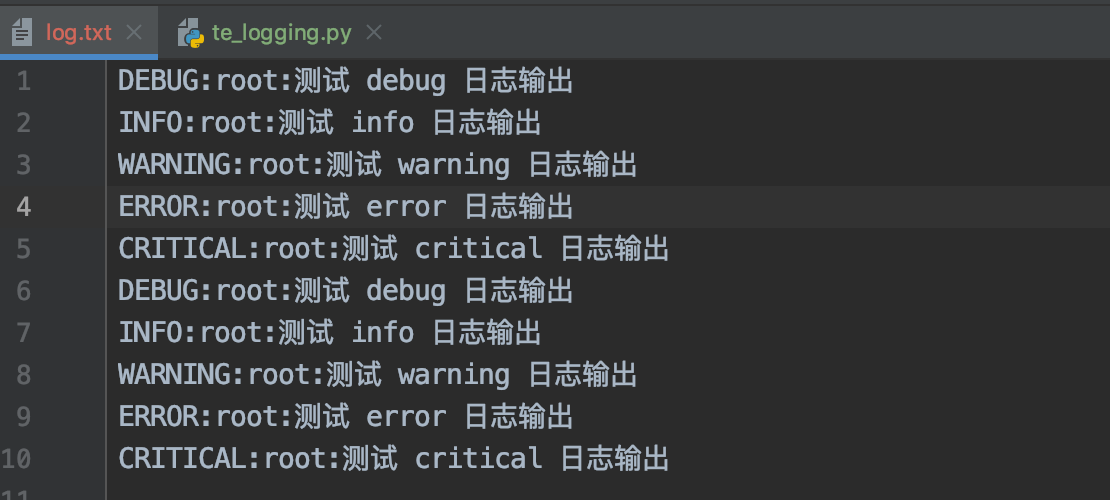 log.txt te_logging.py
1 DEBUG:root:测试 debug 日志输出
2 INFO:root:测试 info 日志输出
3 WARNING:root:测试 warning 日志输出
4 ERROR:root:测试 error 日志输出
5 CRITICAL:root:测试 critical 日志输出
6 DEBUG:root:测试 debug 日志输出
7 INFO:root:测试 info 日志输出
8 WARNING:root:测试 warning 日志输出
9 ERROR:root:测试 error 日志输出
10 CRITICAL:root:测试 critical 日志输出
11